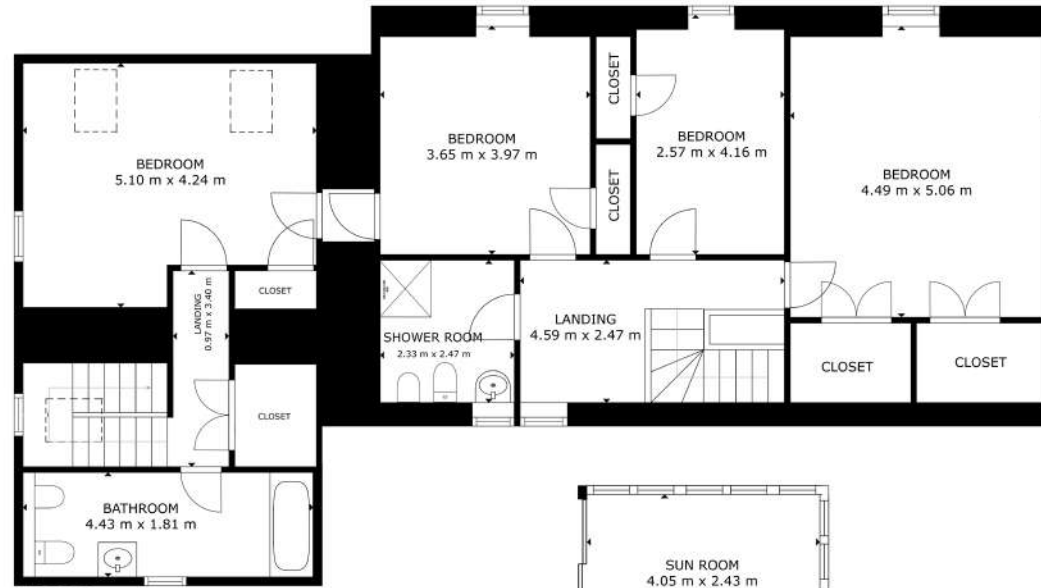 BEDROOM
5.10 m x 4.24 m
BEDROOM
3.65 m x 3.97 m
CLOSET
CLOSET
BEDROOM
2.57 m x 4.16 m
BEDROOM
4.49 m x 5.06 m
LANDING
0.97 m x 3.40 m
CLOSET
SHOWER ROOM
2.33 m x 2.47 m
LANDING
4.59 m x 2.47 m
CLOSET
CLOSET
CLOSET
BATHROOM
4.43 m x 1.81 m
SUN ROOM
4.05 m x 2.43 m